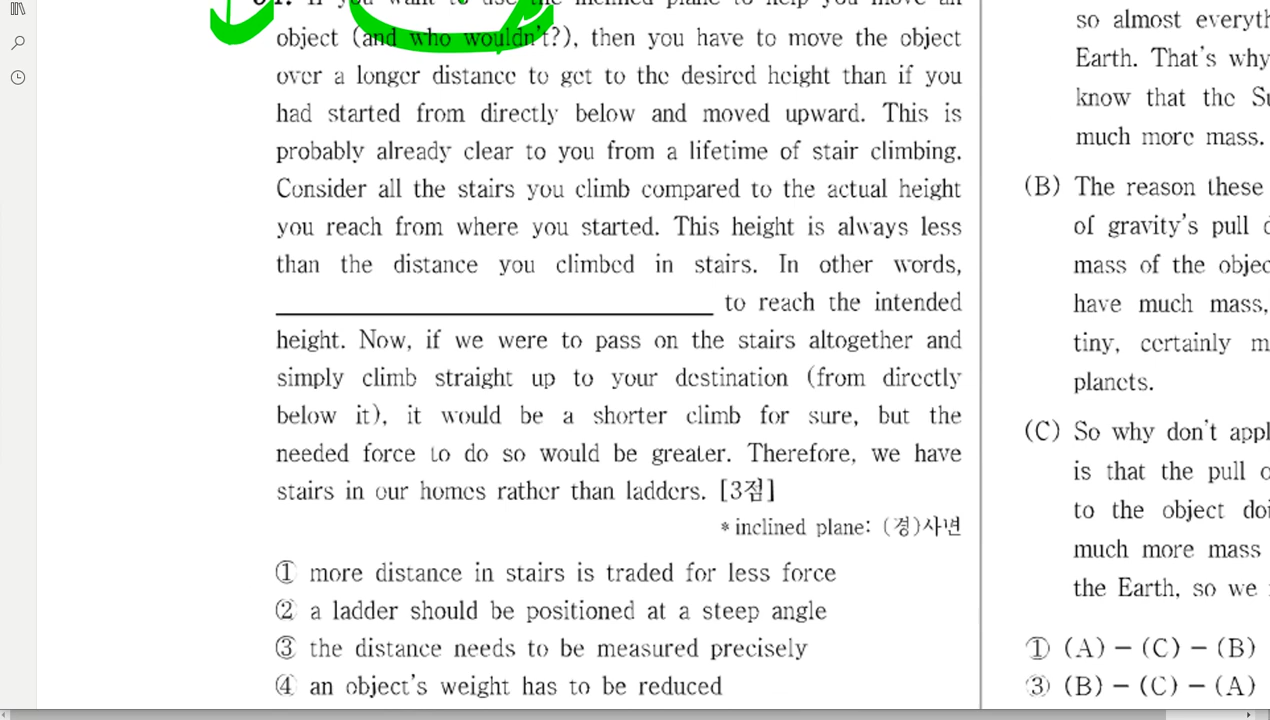 object (and who wouldn't?), then you have to move the object
over a longer distance to get to the desired height than if you
had started from directly below and moved upward. This is
probably already clear to you from a lifetime of stair climbing.
Consider all the stairs you climb compared to the actual height
you reach from where you started. This height is always less
than the distance you climbed in stairs. In other words,
to reach the intended
height. Now, if we were to pass on the stairs altogether and
simply climb straight up to your destination (from directly
below it), it would be a shorter climb for sure, but the
needed force to do so would be greater. Therefore, we have
stairs in our homes rather than ladders. [3점]
* inclined plane: (경)사면
① more distance in stairs is traded for less force
② a ladder should be positioned at a steep angle
③ the distance needs to be measured precisely
④ an object's weight has to be reduced
so almost
Earth. That's why
know that the
much more mass.
(B) The reason these
of gravity's pull
mass of the
have much mass,
tiny, certainly
planets.
(C) So why don't
is that the pull
to the object
much more mass
the Earth, so we
① (A) − (C) − (B)
③ (B) − (C) − (A)